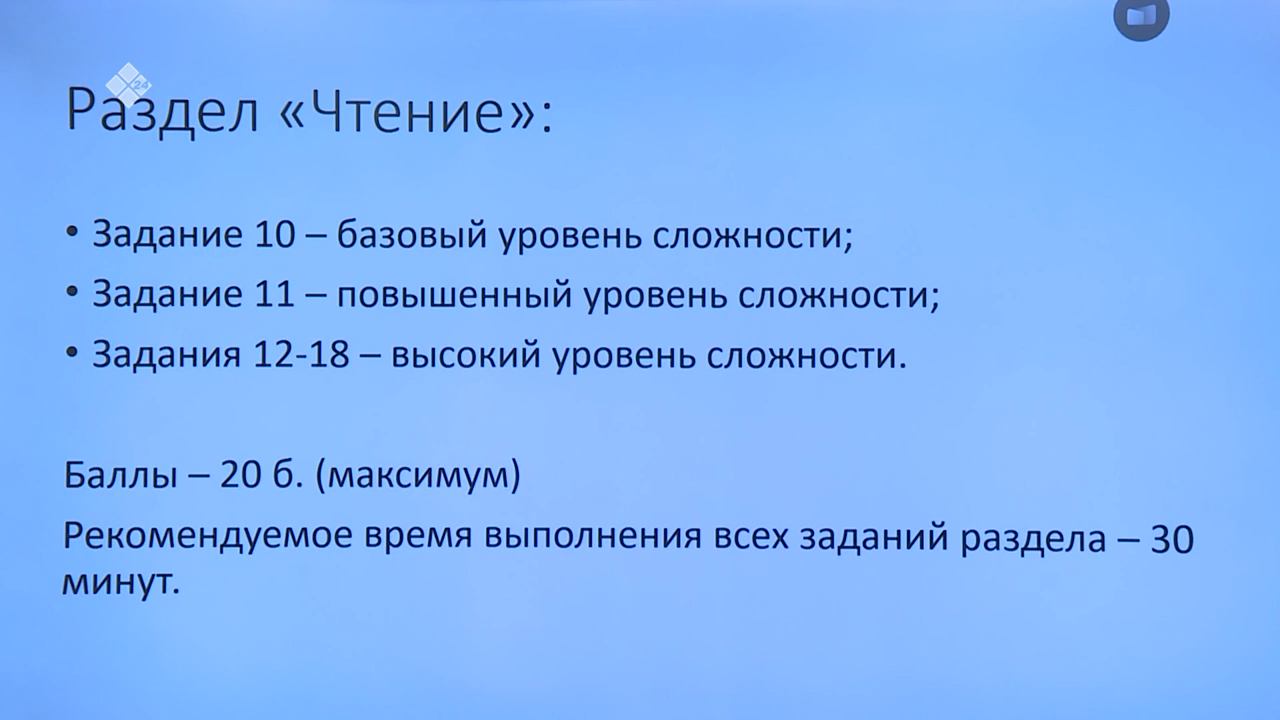 24
Раздел «Чтение»:
• Задание 10 – базовый уровень сложности;
• Задание 11 – повышенный уровень сложности;
• Задания 12-18 – высокий уровень сложности.
Баллы – 20 б. (максимум)
Рекомендуемое время выполнения всех заданий раздела – 30
минут.